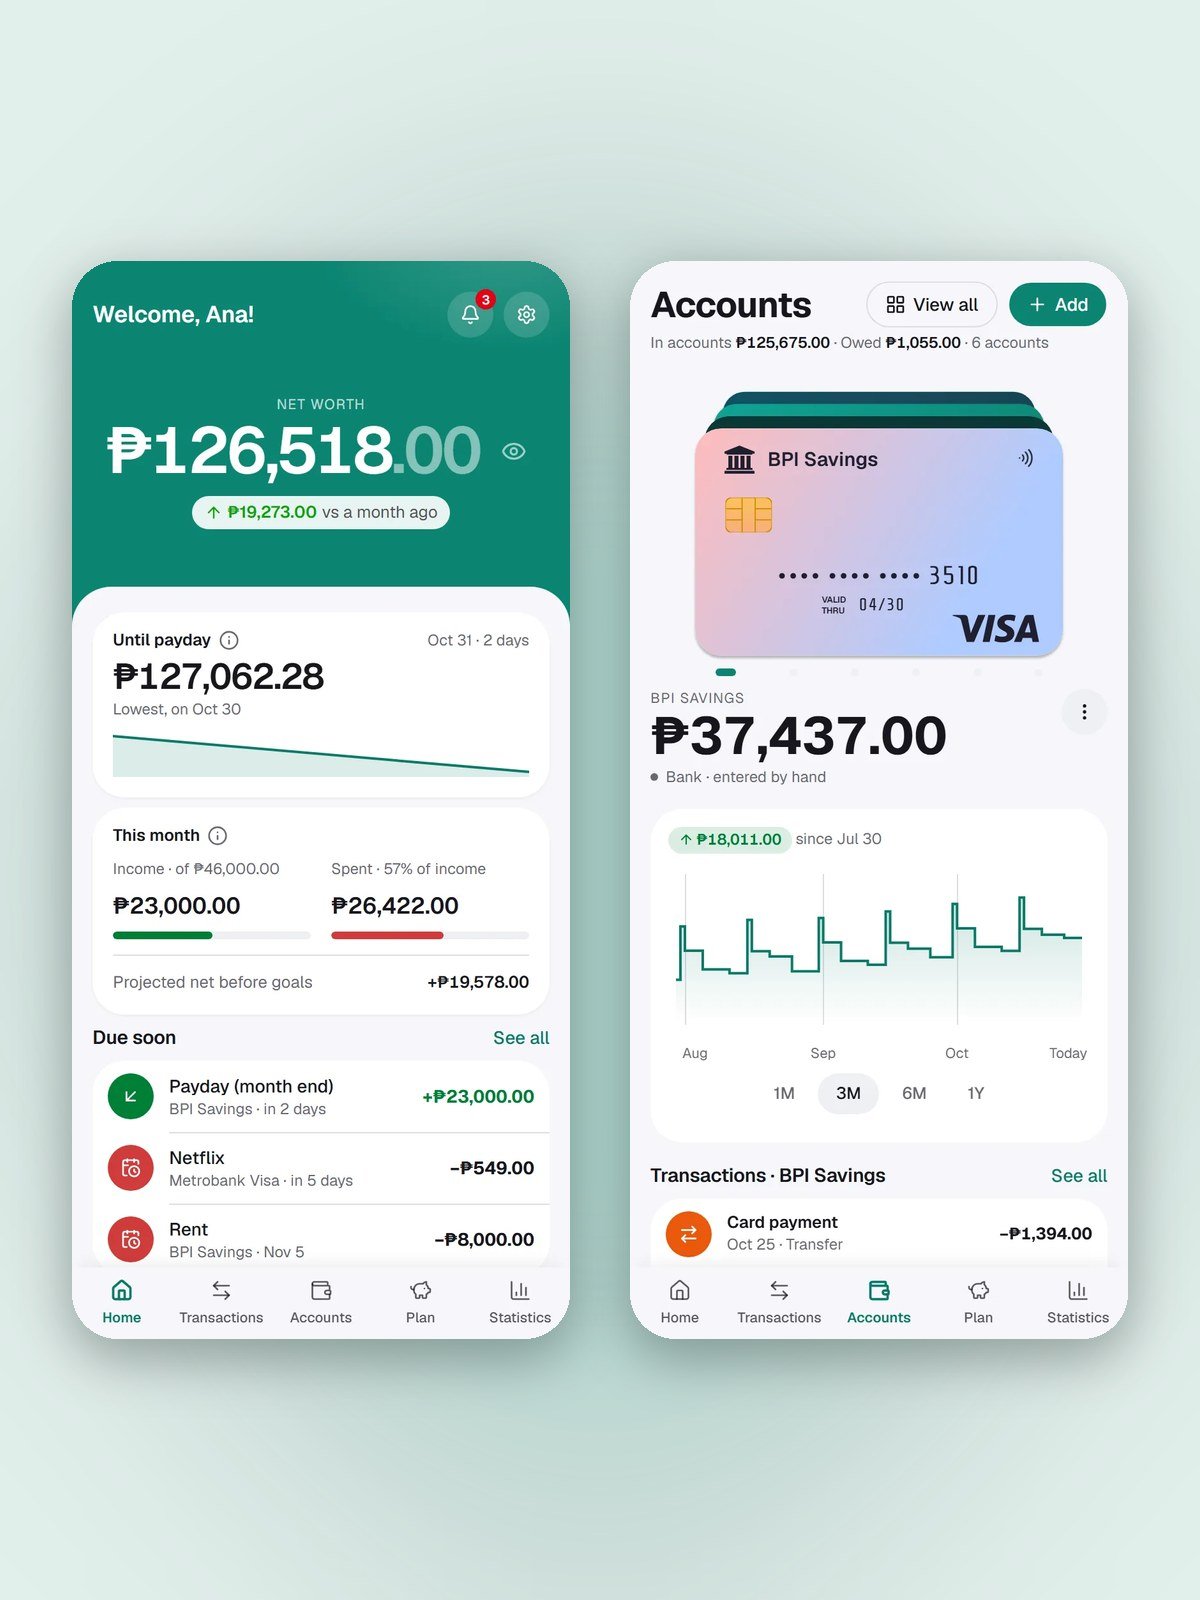 Welcome, Ana!
3
NET WORTH
₱126,518.00
↑ ₱19,273.00 vs a month ago
Until payday
Oct 31 · 2 days
₱127,062.28
Lowest, on Oct 30
This month
Income · of ₱46,000.00
Spent · 57% of income
₱23,000.00
₱26,422.00
Projected net before goals
+₱19,578.00
Due soon
See all
Payday (month end)
BPI Savings · in 2 days
+₱23,000.00
Netflix
Metrobank Visa · in 5 days
−₱549.00
Rent
BPI Savings · Nov 5
−₱8,000.00
Home
Transactions
Accounts
Plan
Statistics
Accounts
View all
+ Add
In accounts ₱125,675.00 · Owed ₱1,055.00 · 6 accounts
BPI Savings
•••• •••• •••• 3510
VALID THRU 04/30
VISA
BPI SAVINGS
₱37,437.00
Bank · entered by hand
↑ ₱18,011.00 since Jul 30
Aug
Sep
Oct
Today
1M
3M
6M
1Y
Transactions · BPI Savings
See all
Card payment
Oct 25 · Transfer
−₱1,394.00
Home
Transactions
Accounts
Plan
Statistics